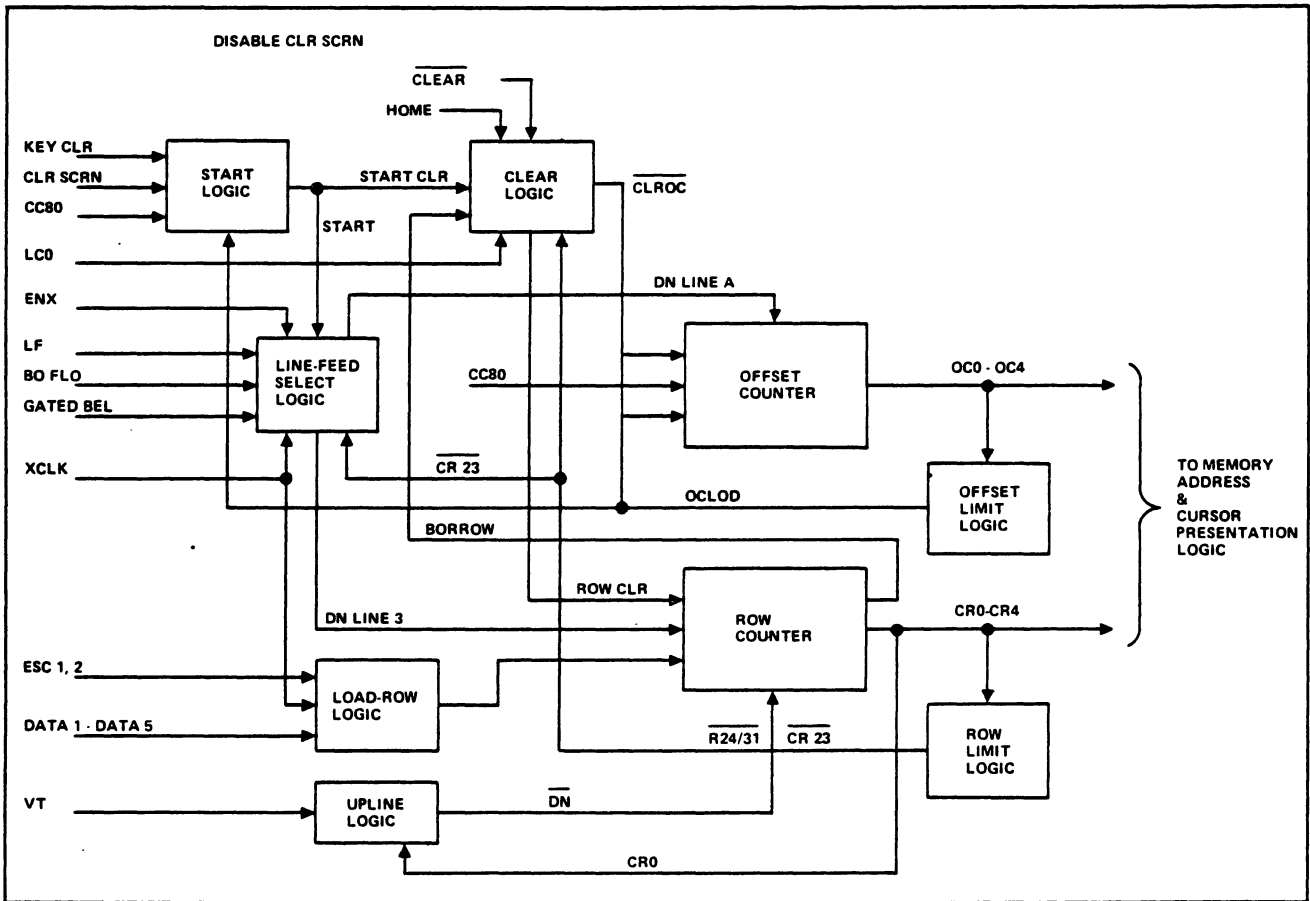 DISABLE CLR SCRN
CLEAR
HOME
KEY CLR
CLR SCRN
CC80
START
LOGIC
START CLR
START
CLEAR
LOGIC
CLROC
LC0
ENX
LF
BO FLO
GATED BEL
XCLK
LINE-FEED
SELECT
LOGIC
DN LINE A
CC80
OFFSET
COUNTER
OC0 - OC4
CR 23
OCLOD
OFFSET
LIMIT
LOGIC
TO MEMORY
ADDRESS
&
CURSOR
PRESENTATION
LOGIC
BORROW
ROW CLR
DN LINE 3
ROW
COUNTER
CR0-CR4
ESC 1, 2
DATA 1 - DATA 5
LOAD-ROW
LOGIC
R24/31 CR 23
ROW
LIMIT
LOGIC
VT
UPLINE
LOGIC
DN
CR0